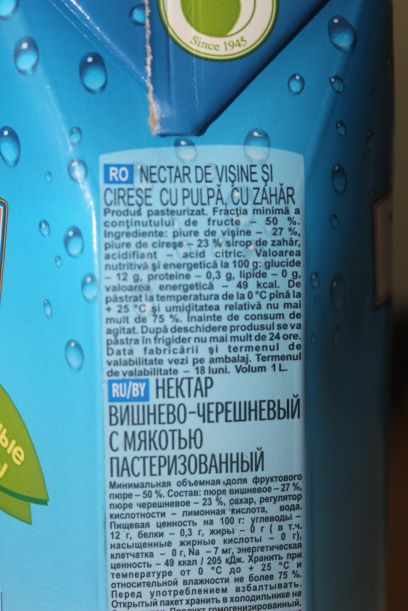 Since 1945
RO NECTAR DE VIȘINE ȘI
CIREȘE CU PULPĂ, CU ZAHĂR
Produs pasteurizat. Fracția minimă a
conținutului de fructe – 50 %.
Ingrediente: piure de vișine – 27 %,
piure de cireșe – 23 % sirop de zahăr,
acidifiant – acid citric. Valoarea
nutritivă și energetică la 100 g: glucide
– 12 g, proteine – 0,3 g, lipide – 0 g,
valoarea energetică – 49 kcal. De
păstrat la temperatura de la 0 °C pînă la
+ 25 °C și umiditatea relativă nu mai
mult de 75 %. Înainte de consum de
agitat. După deschidere produsul se va
păstra în frigider nu mai mult de 24 ore.
Data fabricării și termenul de
valabilitate vezi pe ambalaj. Termenul
de valabilitate – 18 luni. Volum 1 L.
RU/BY НЕКТАР
ВИШНЕВО-ЧЕРЕШНЕВЫЙ
С МЯКОТЬЮ
ПАСТЕРИЗОВАННЫЙ
Минимальная объемная доля фруктового
пюре – 50 %. Состав: пюре вишневое – 27 %,
пюре черешневое – 23 %, сахар, регулятор
кислотности – лимонная кислота, вода.
Пищевая ценность на 100 г: углеводы –
12 г, белки – 0,3 г, жиры – 0 г ( в т.ч.
насыщенные жирные кислоты – 0 г),
клетчатка – 0 г, Na – 7 мг, энергетическая
ценность – 49 ккал / 205 кДж. Хранить при
температуре от 0 °С до + 25 °С и
относительной влажности не более 75 %.
Перед употреблением взбалтывать.
Открытый пакет хранить в холодильнике не
Продукт гомогенизированный.